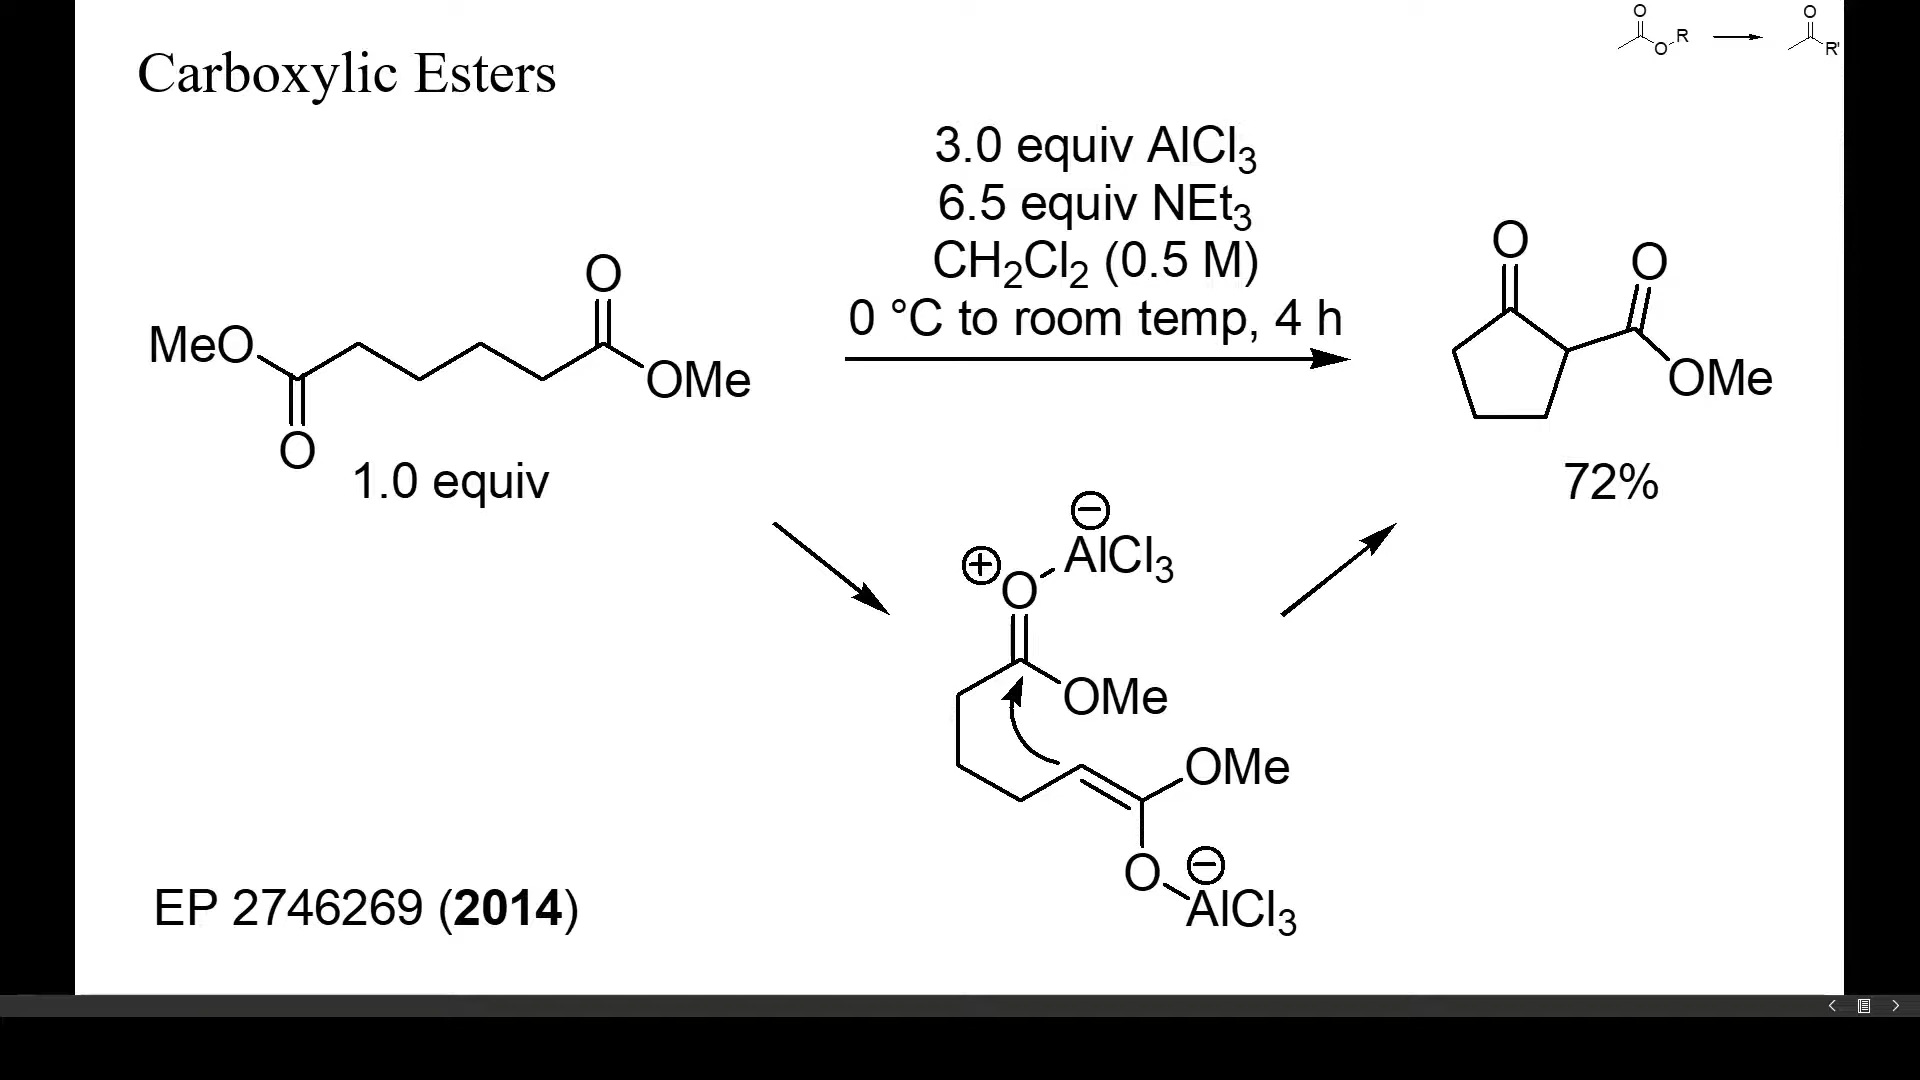 Carboxylic Esters
O
O
R
O
R'
3.0 equiv AlCl₃
6.5 equiv NEt₃
CH₂Cl₂ (0.5 M)
0 °C to room temp, 4 h
MeO
O
O
OMe
1.0 equiv
O
O
OMe
72%
⊖
AlCl₃
⊕
O
OMe
OMe
O
⊖
AlCl₃
EP 2746269 (2014)